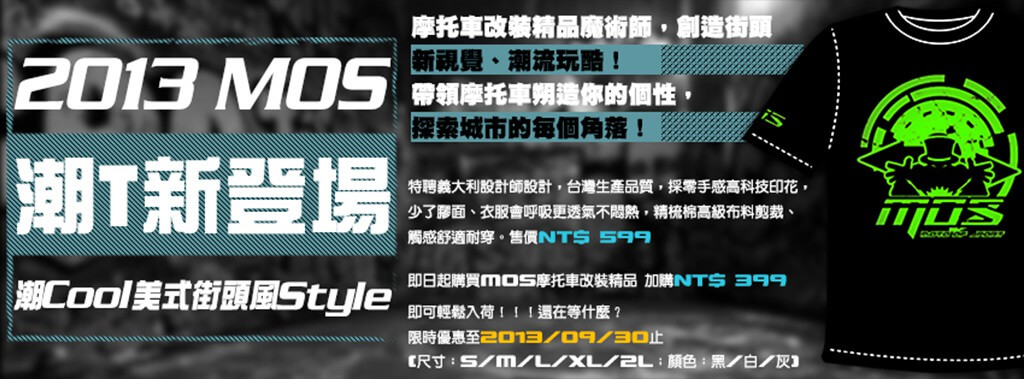 2013 MOS
潮T新登場
潮Cool美式街頭風Style
摩托車改裝精品魔術師，創造街頭
新視覺、潮流玩酷！
帶領摩托車朔造你的個性，
探索城市的每個角落！
特聘義大利設計師設計，台灣生產品質，採零手感高科技印花，
少了膠面、衣服會呼吸更透氣不悶熱，精梳棉高級布料剪裁、
觸感舒適耐穿。售價NT$ 599
即日起購買MOS摩托車改裝精品 加購NT$ 399
即可輕鬆入荷！！！還在等什麼？
限時優惠至2013/09/30止
【尺寸：S/M/L/XL/2L；顏色：黑/白/灰】
MOS